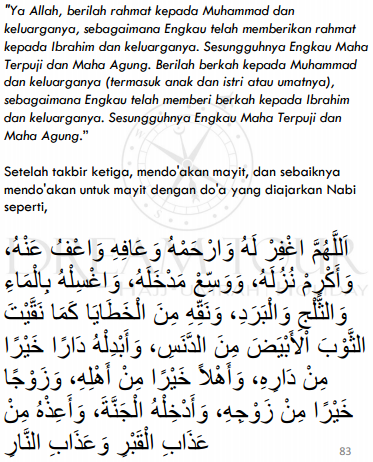 "Ya Allah, berilah rahmat kepada Muhammad dan
keluarganya, sebagaimana Engkau telah memberikan rahmat
kepada Ibrahim dan keluarganya. Sesungguhnya Engkau Maha
Terpuji dan Maha Agung. Berilah berkah kepada Muhammad
dan keluarganya (termasuk anak dan istri atau umatnya),
sebagaimana Engkau telah memberi berkah kepada Ibrahim
dan keluarganya. Sesungguhnya Engkau Maha Terpuji dan
Maha Agung.”
Setelah takbir ketiga, mendo'akan mayit, dan sebaiknya
mendo'akan untuk mayit dengan do'a yang diajarkan Nabi
seperti,
اَللَّهُمَّ اغْفِرْ لَهُ وَارْحَمْهُ وَعَافِهِ وَاعْفُ عَنْهُ،
وَأَكْرِمْ نُزُلَهُ، وَوَسِّعْ مَدْخَلَهُ، وَاغْسِلْهُ بِالْمَاءِ
وَالثَّلْجِ وَالْبَرَدِ، وَنَقِّهِ مِنَ الْخَطَايَا كَمَا نَقَّيْتَ
الثَّوْبَ الْأَبْيَضَ مِنَ الدَّنَسِ، وَأَبْدِلْهُ دَارًا خَيْرًا
مِنْ دَارِهِ، وَأَهْلاً خَيْرًا مِنْ أَهْلِهِ، وَزَوْجًا
خَيْرًا مِنْ زَوْجِهِ، وَأَدْخِلْهُ الْجَنَّةَ، وَأَعِذْهُ مِنْ
عَذَابِ الْقَبْرِ وَعَذَابِ النَّارِ
83